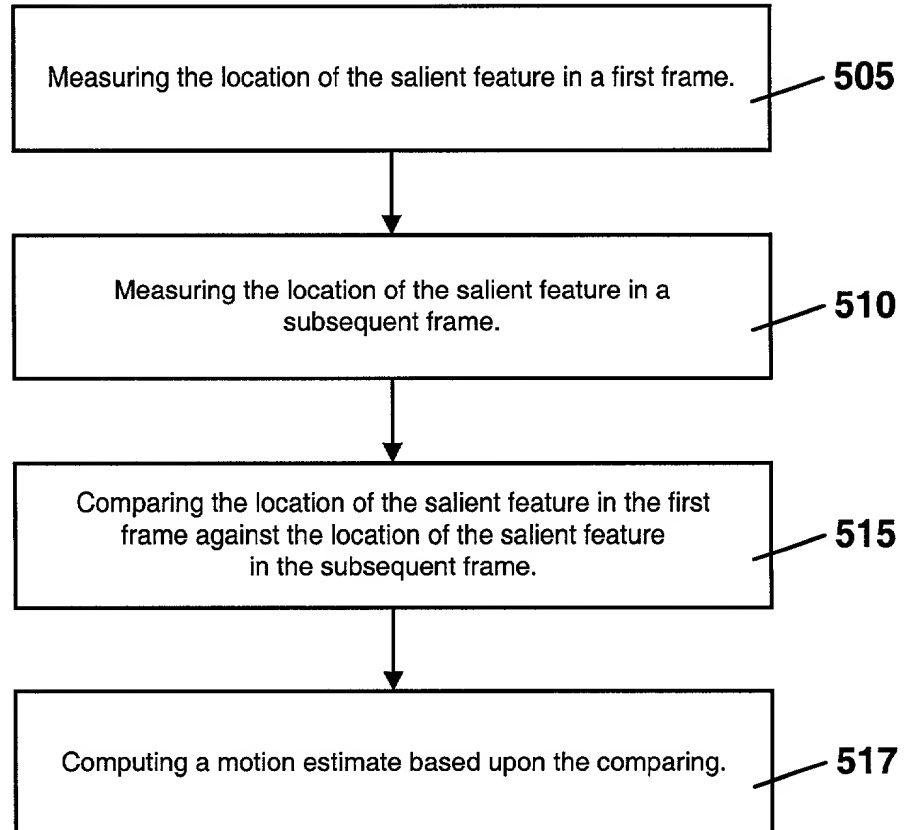 Measuring the location of the salient feature in a first frame.
505
Measuring the location of the salient feature in a
subsequent frame.
510
Comparing the location of the salient feature in the first
frame against the location of the salient feature
in the subsequent frame.
515
Computing a motion estimate based upon the comparing.
517